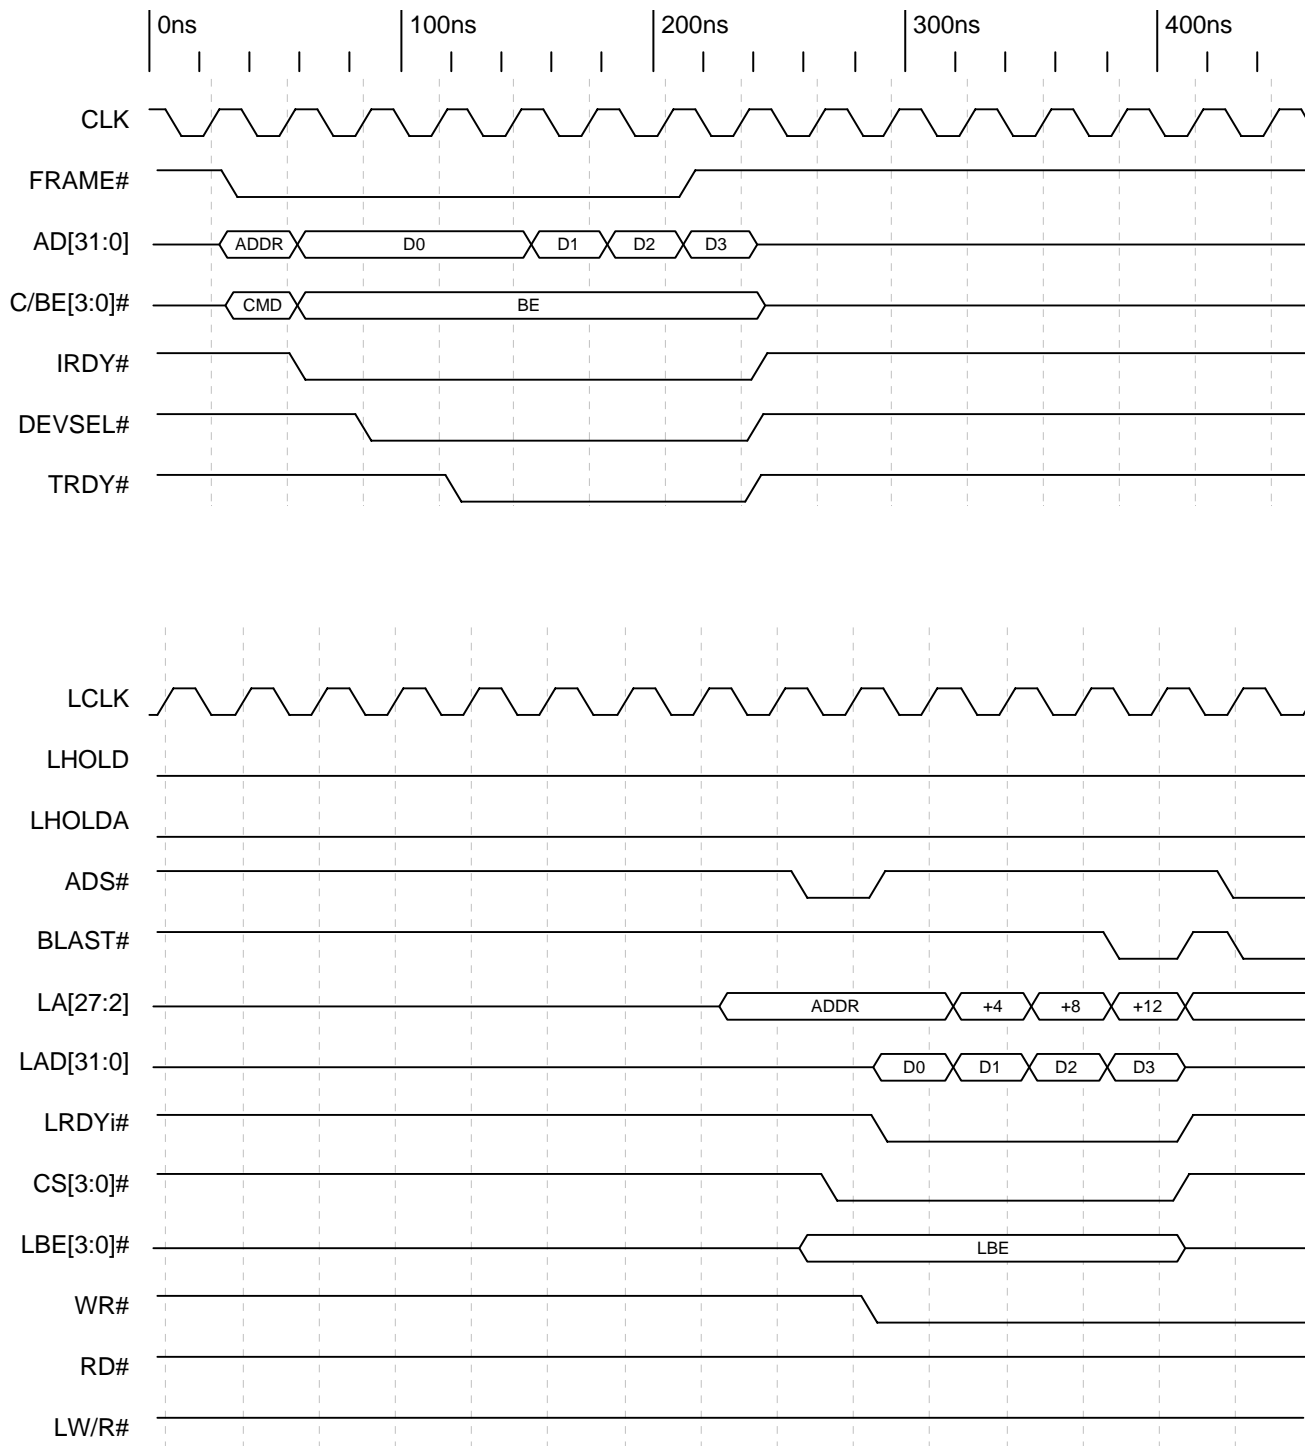 0ns 100ns 200ns 300ns 400ns
CLK
FRAME#
AD[31:0] ADDR D0 D1 D2 D3
C/BE[3:0]# CMD BE
IRDY#
DEVSEL#
TRDY#
LCLK
LHOLD
LHOLDA
ADS#
BLAST#
LA[27:2] ADDR +4 +8 +12
LAD[31:0] D0 D1 D2 D3
LRDYi#
CS[3:0]#
LBE[3:0]# LBE
WR#
RD#
LW/R#